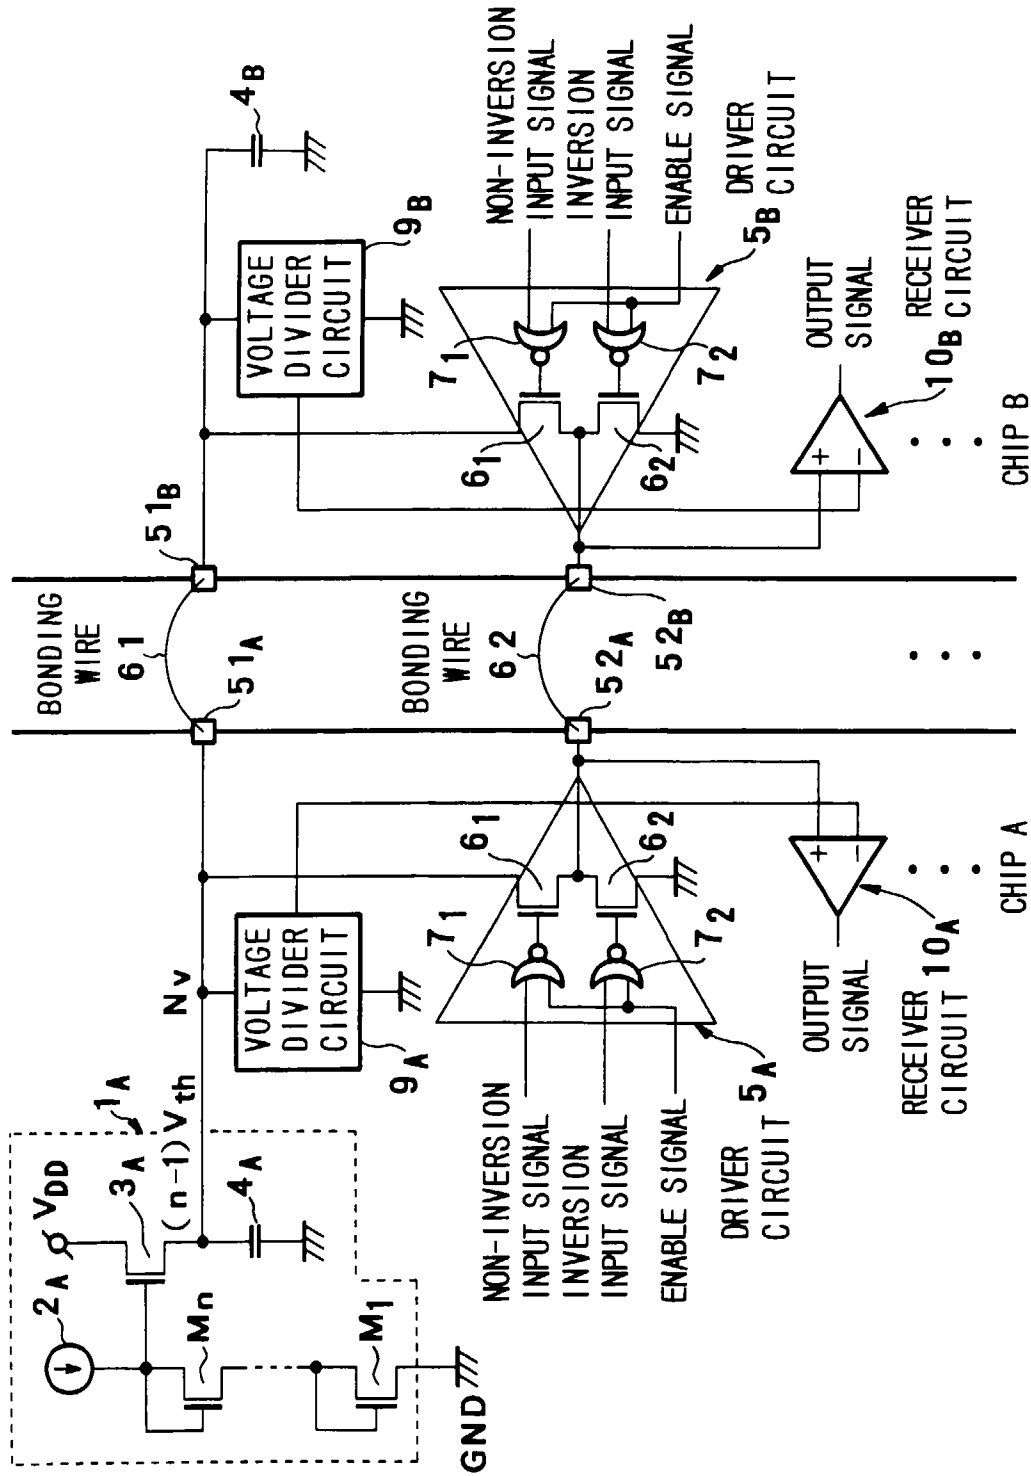 2A
VDD
3A
1A
Mn
M1
GND
(n-1)Vth
4A
Nv
VOLTAGE
DIVIDER
CIRCUIT
9A
BONDING
WIRE
61
51A
51B
VOLTAGE
DIVIDER
CIRCUIT
9B
4B
NON-INVERSION
INPUT SIGNAL
INVERSION
INPUT SIGNAL
ENABLE SIGNAL
DRIVER
CIRCUIT
5A
71
72
61
62
BONDING
WIRE
62
52A
52B
61
62
71
72
NON-INVERSION
INPUT SIGNAL
INVERSION
INPUT SIGNAL
ENABLE SIGNAL
DRIVER
CIRCUIT
5B
OUTPUT
SIGNAL
RECEIVER
CIRCUIT
10A
+
−
+
−
OUTPUT
SIGNAL
RECEIVER
CIRCUIT
10B
CHIP A
CHIP B